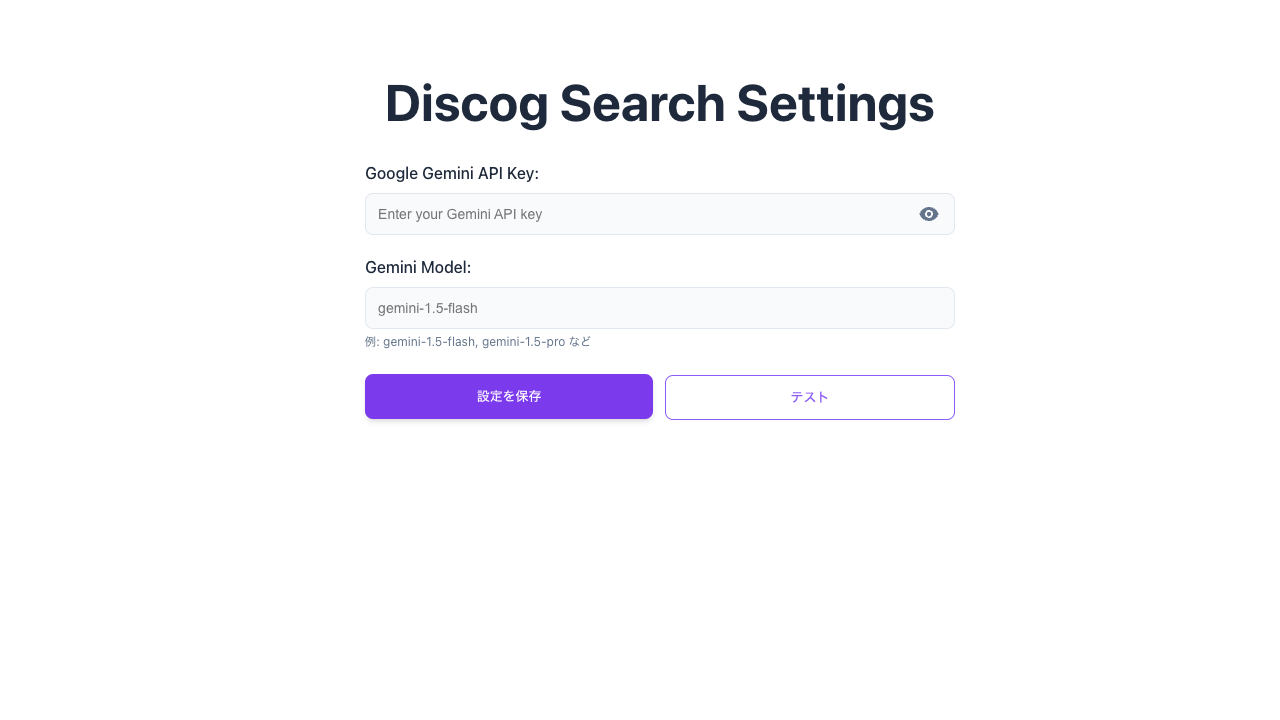 Discog Search Settings
Google Gemini API Key:
Enter your Gemini API key
Gemini Model:
gemini-1.5-flash
例: gemini-1.5-flash, gemini-1.5-pro など
設定を保存
テスト